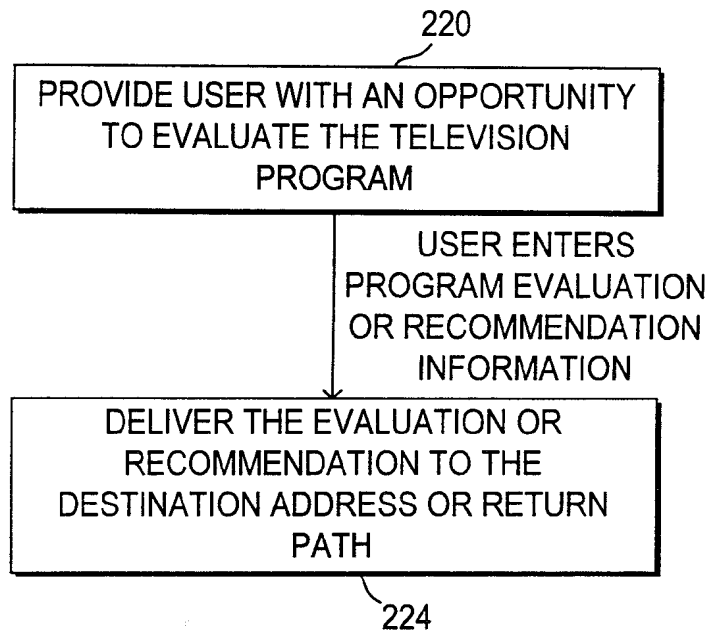 220
PROVIDE USER WITH AN OPPORTUNITY
TO EVALUATE THE TELEVISION
PROGRAM
USER ENTERS
PROGRAM EVALUATION
OR RECOMMENDATION
INFORMATION
DELIVER THE EVALUATION OR
RECOMMENDATION TO THE
DESTINATION ADDRESS OR RETURN
PATH
224